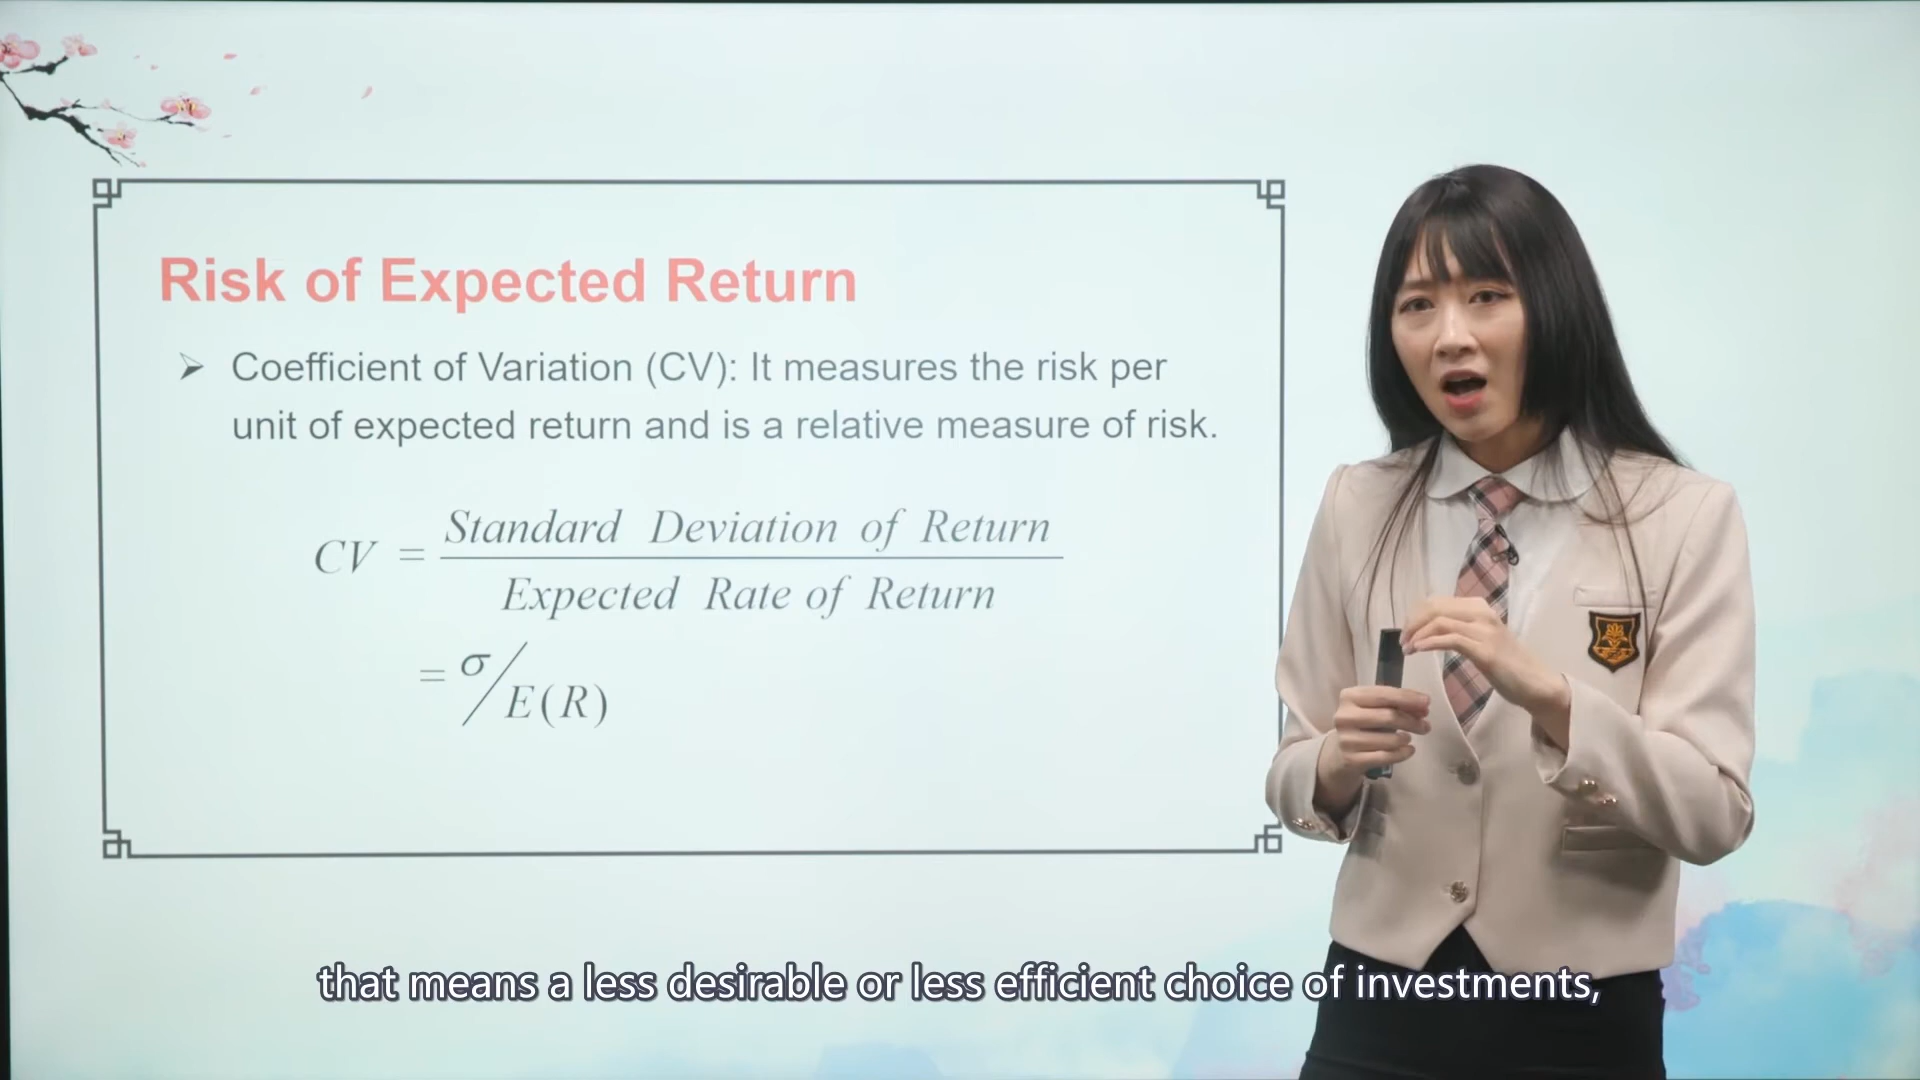 Risk of Expected Return
➢ Coefficient of Variation (CV): It measures the risk per
unit of expected return and is a relative measure of risk.
CV = Standard Deviation of Return
Expected Rate of Return
= σ/E(R)
that means a less desirable or less efficient choice of investments,